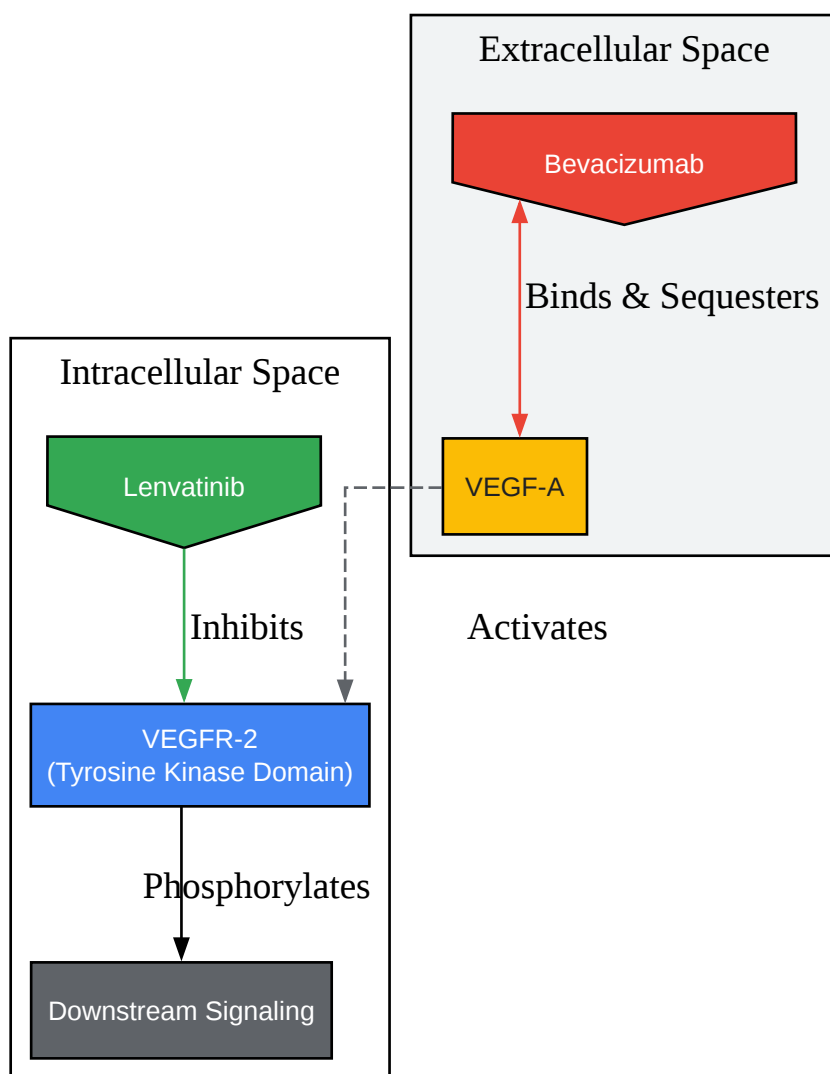 Extracellular Space
Bevacizumab
Binds & Sequesters
Intracellular Space
Lenvatinib
VEGF-A
Inhibits
Activates
VEGFR-2
(Tyrosine Kinase Domain)
Phosphorylates
Downstream Signaling